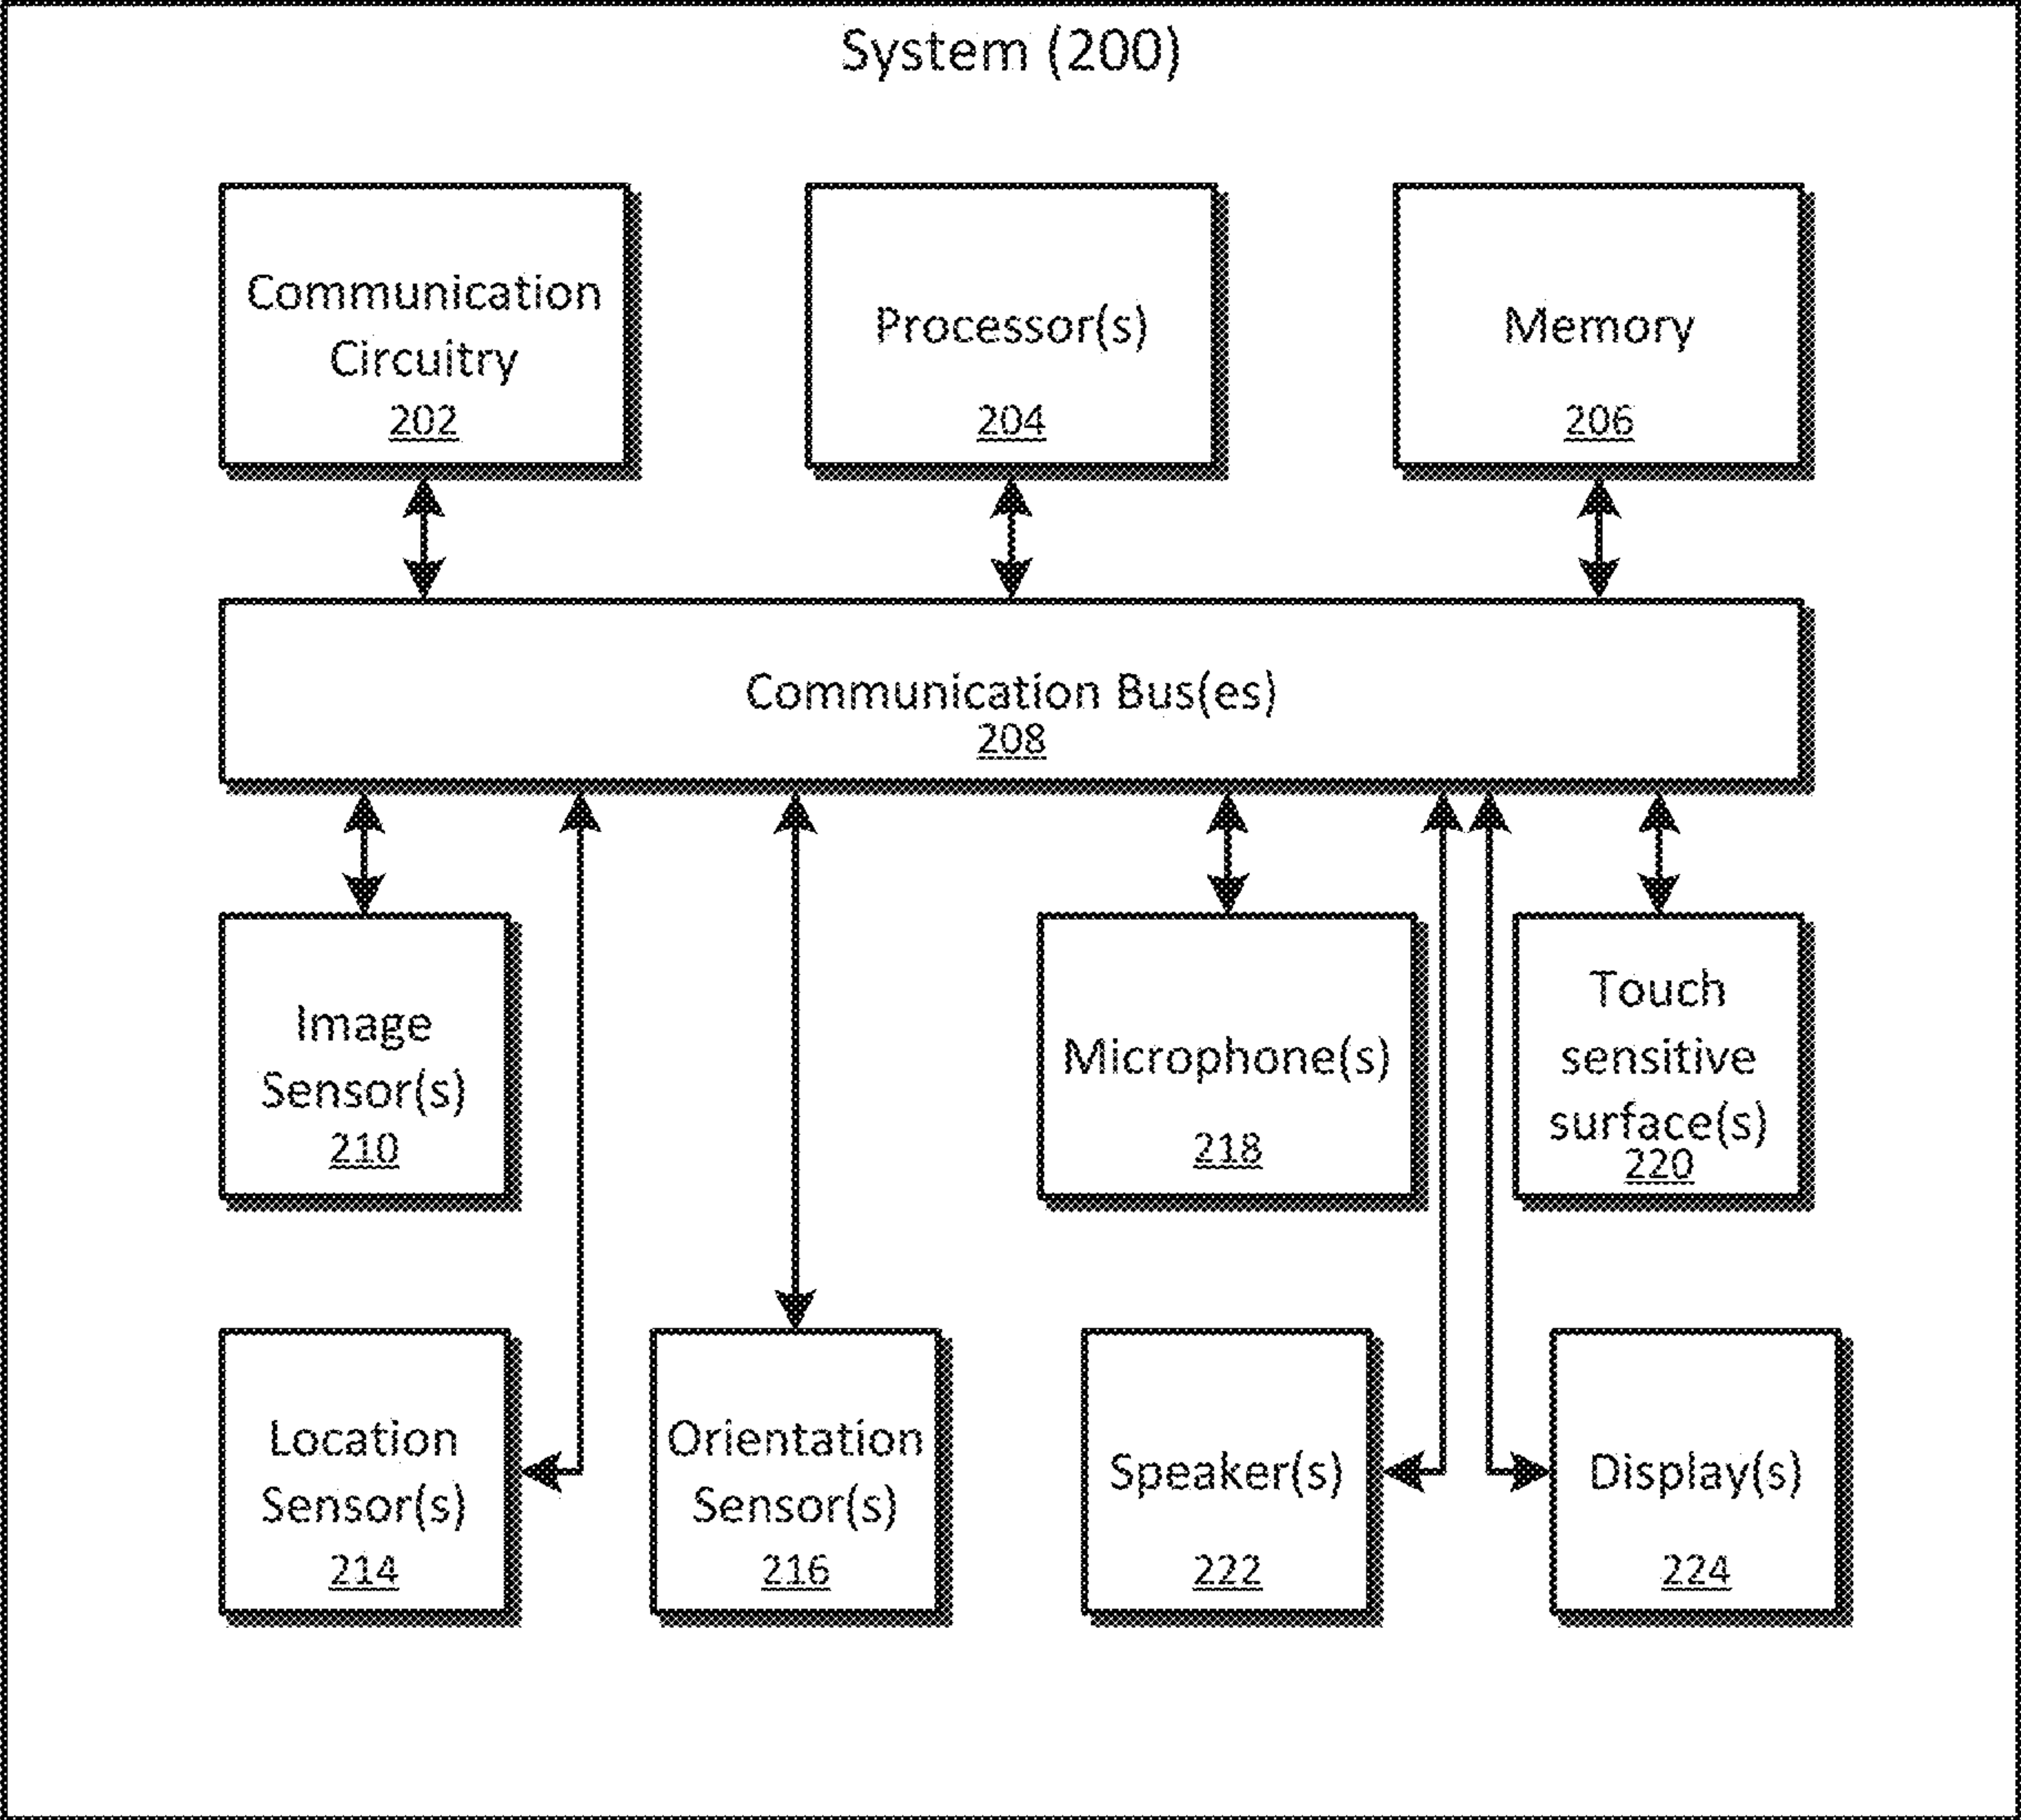 System (200)
Communication
Circuitry
202
Processor(s)
204
Memory
206
Communication Bus(es)
208
Image
Sensor(s)
210
Microphone(s)
218
Touch
sensitive
surface(s)
220
Location
Sensor(s)
214
Orientation
Sensor(s)
216
Speaker(s)
222
Display(s)
224